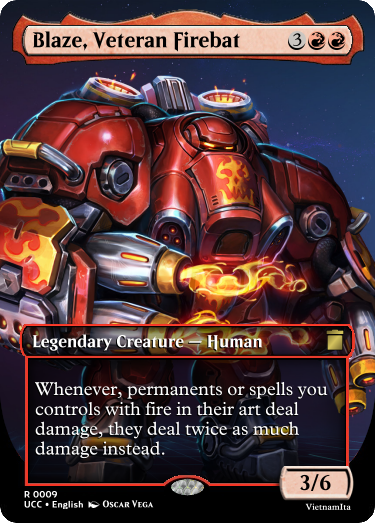 Blaze, Veteran Firebat 3
Legendary Creature — Human
Whenever, permanents or spells you
controls with fire in their art deal
damage, they deal twice as much
damage instead.
3/6
R 0009
UCC • English Oscar Vega
VietnamIta